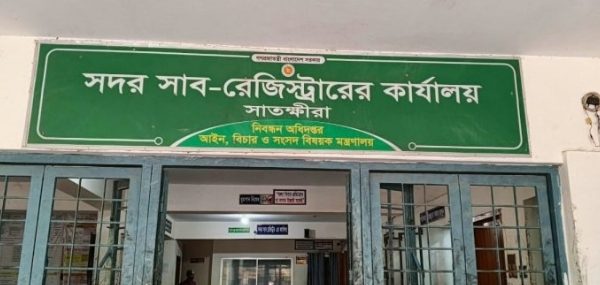 গণপ্রজাতন্ত্রী বাংলাদেশ সরকার
সদর সাব-রেজিস্ট্রারের কার্যালয়
সাতক্ষীরা
নিবন্ধন অধিদপ্তর
আইন, বিচার ও সংসদ বিষয়ক মন্ত্রণালয়